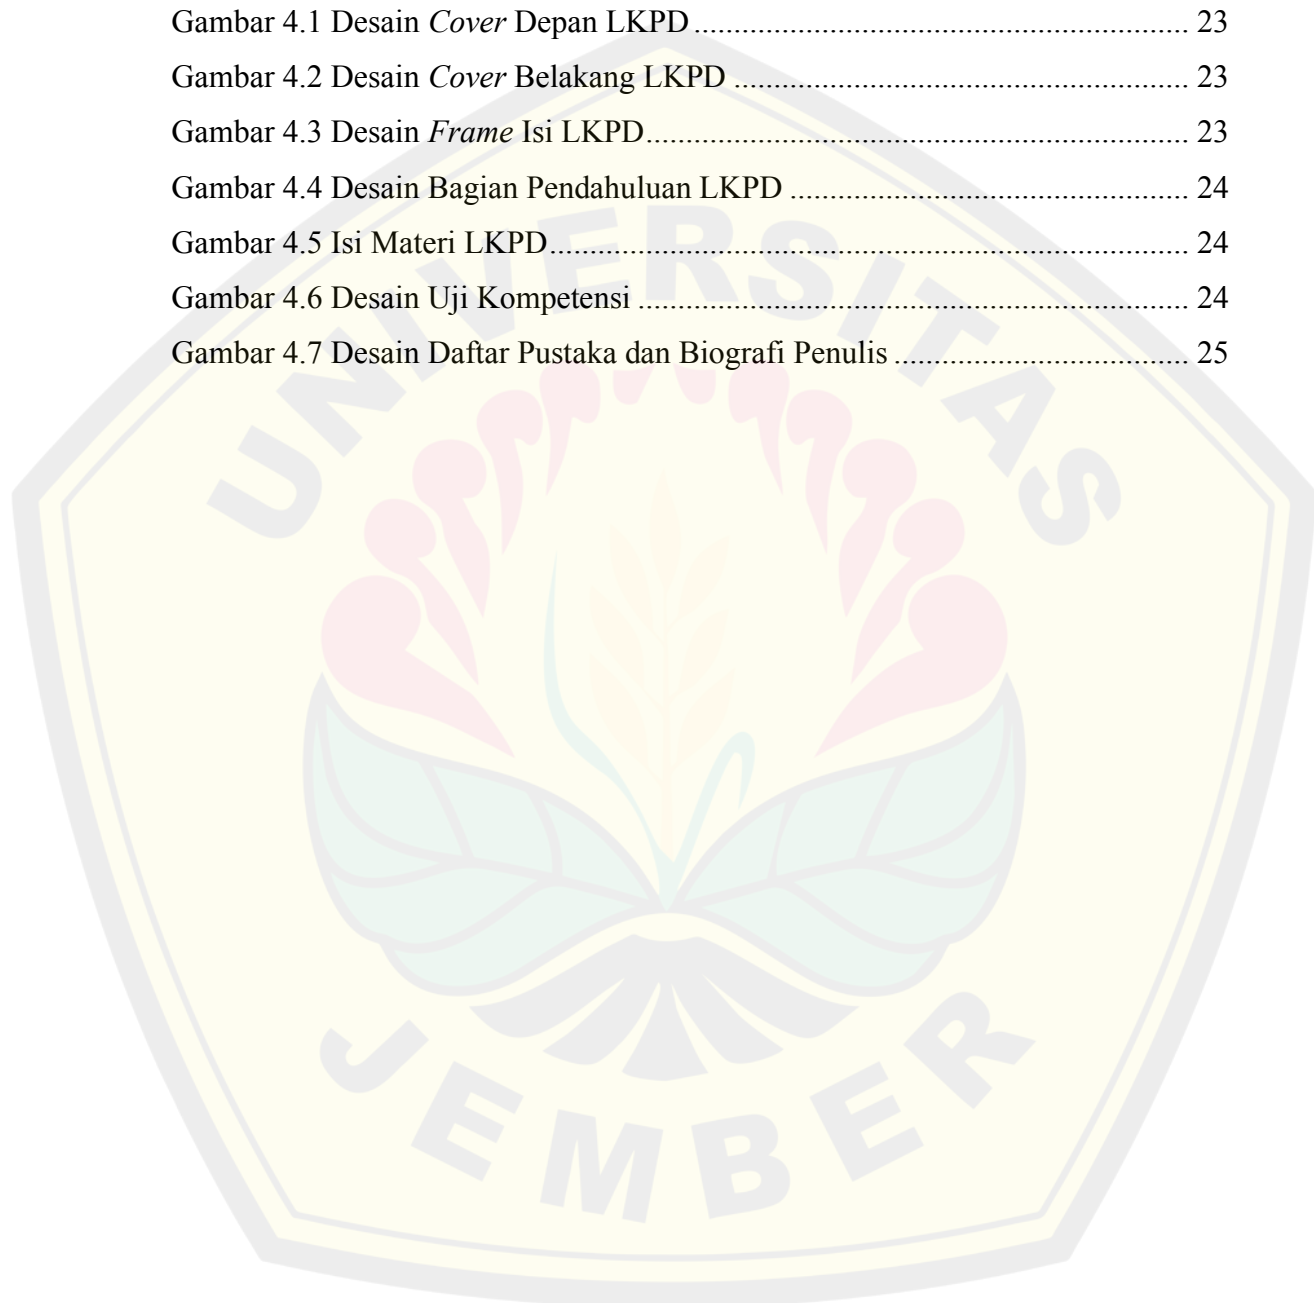 Gambar 4.1 Desain Cover Depan LKPD .............................................................. 23
Gambar 4.2 Desain Cover Belakang LKPD ......................................................... 23
Gambar 4.3 Desain Frame Isi LKPD.................................................................... 23
Gambar 4.4 Desain Bagian Pendahuluan LKPD .................................................. 24
Gambar 4.5 Isi Materi LKPD................................................................................ 24
Gambar 4.6 Desain Uji Kompetensi ..................................................................... 24
Gambar 4.7 Desain Daftar Pustaka dan Biografi Penulis ..................................... 25
UNIVERSITAS
JEMBER